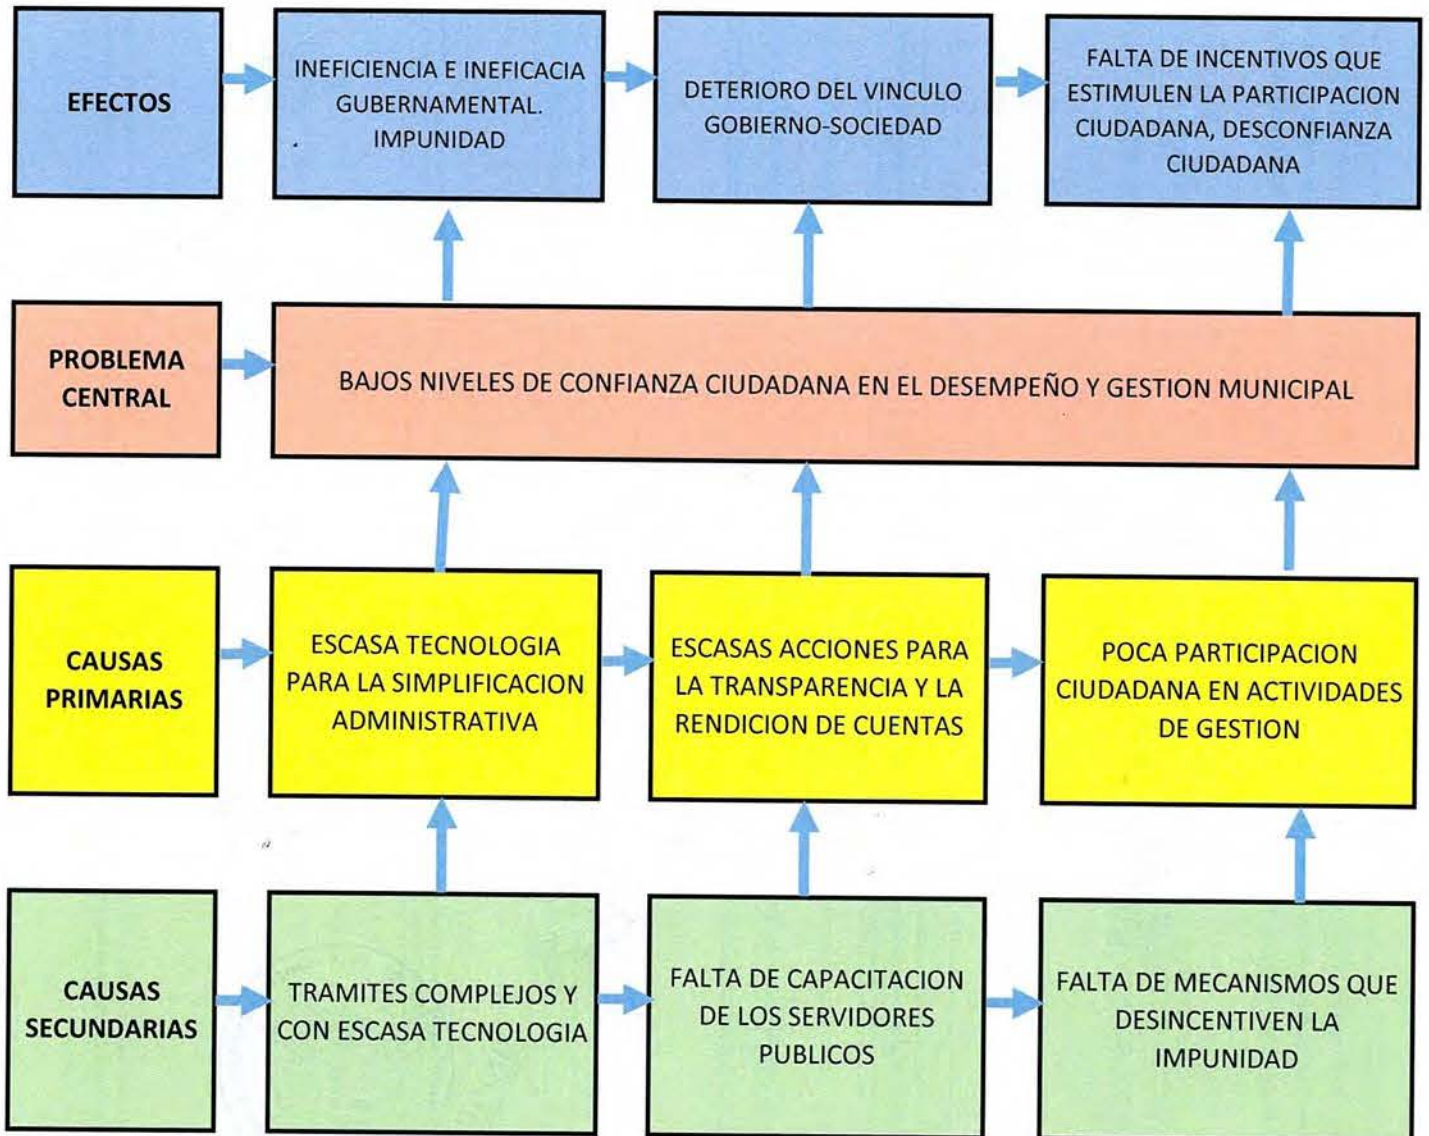 EFECTOS
INEFICIENCIA E INEFICACIA
GUBERNAMENTAL.
IMPUNIDAD
DETERIORO DEL VINCULO
GOBIERNO-SOCIEDAD
FALTA DE INCENTIVOS QUE
ESTIMULEN LA PARTICIPACION
CIUDADANA, DESCONFIANZA
CIUDADANA
PROBLEMA
CENTRAL
BAJOS NIVELES DE CONFIANZA CIUDADANA EN EL DESEMPEÑO Y GESTION MUNICIPAL
CAUSAS
PRIMARIAS
ESCASA TECNOLOGIA
PARA LA SIMPLIFICACION
ADMINISTRATIVA
ESCASAS ACCIONES PARA
LA TRANSPARENCIA Y LA
RENDICION DE CUENTAS
POCA PARTICIPACION
CIUDADANA EN ACTIVIDADES
DE GESTION
CAUSAS
SECUNDARIAS
TRAMITES COMPLEJOS Y
CON ESCASA TECNOLOGIA
FALTA DE CAPACITACION
DE LOS SERVIDORES
PUBLICOS
FALTA DE MECANISMOS QUE
DESINCENTIVEN LA
IMPUNIDAD